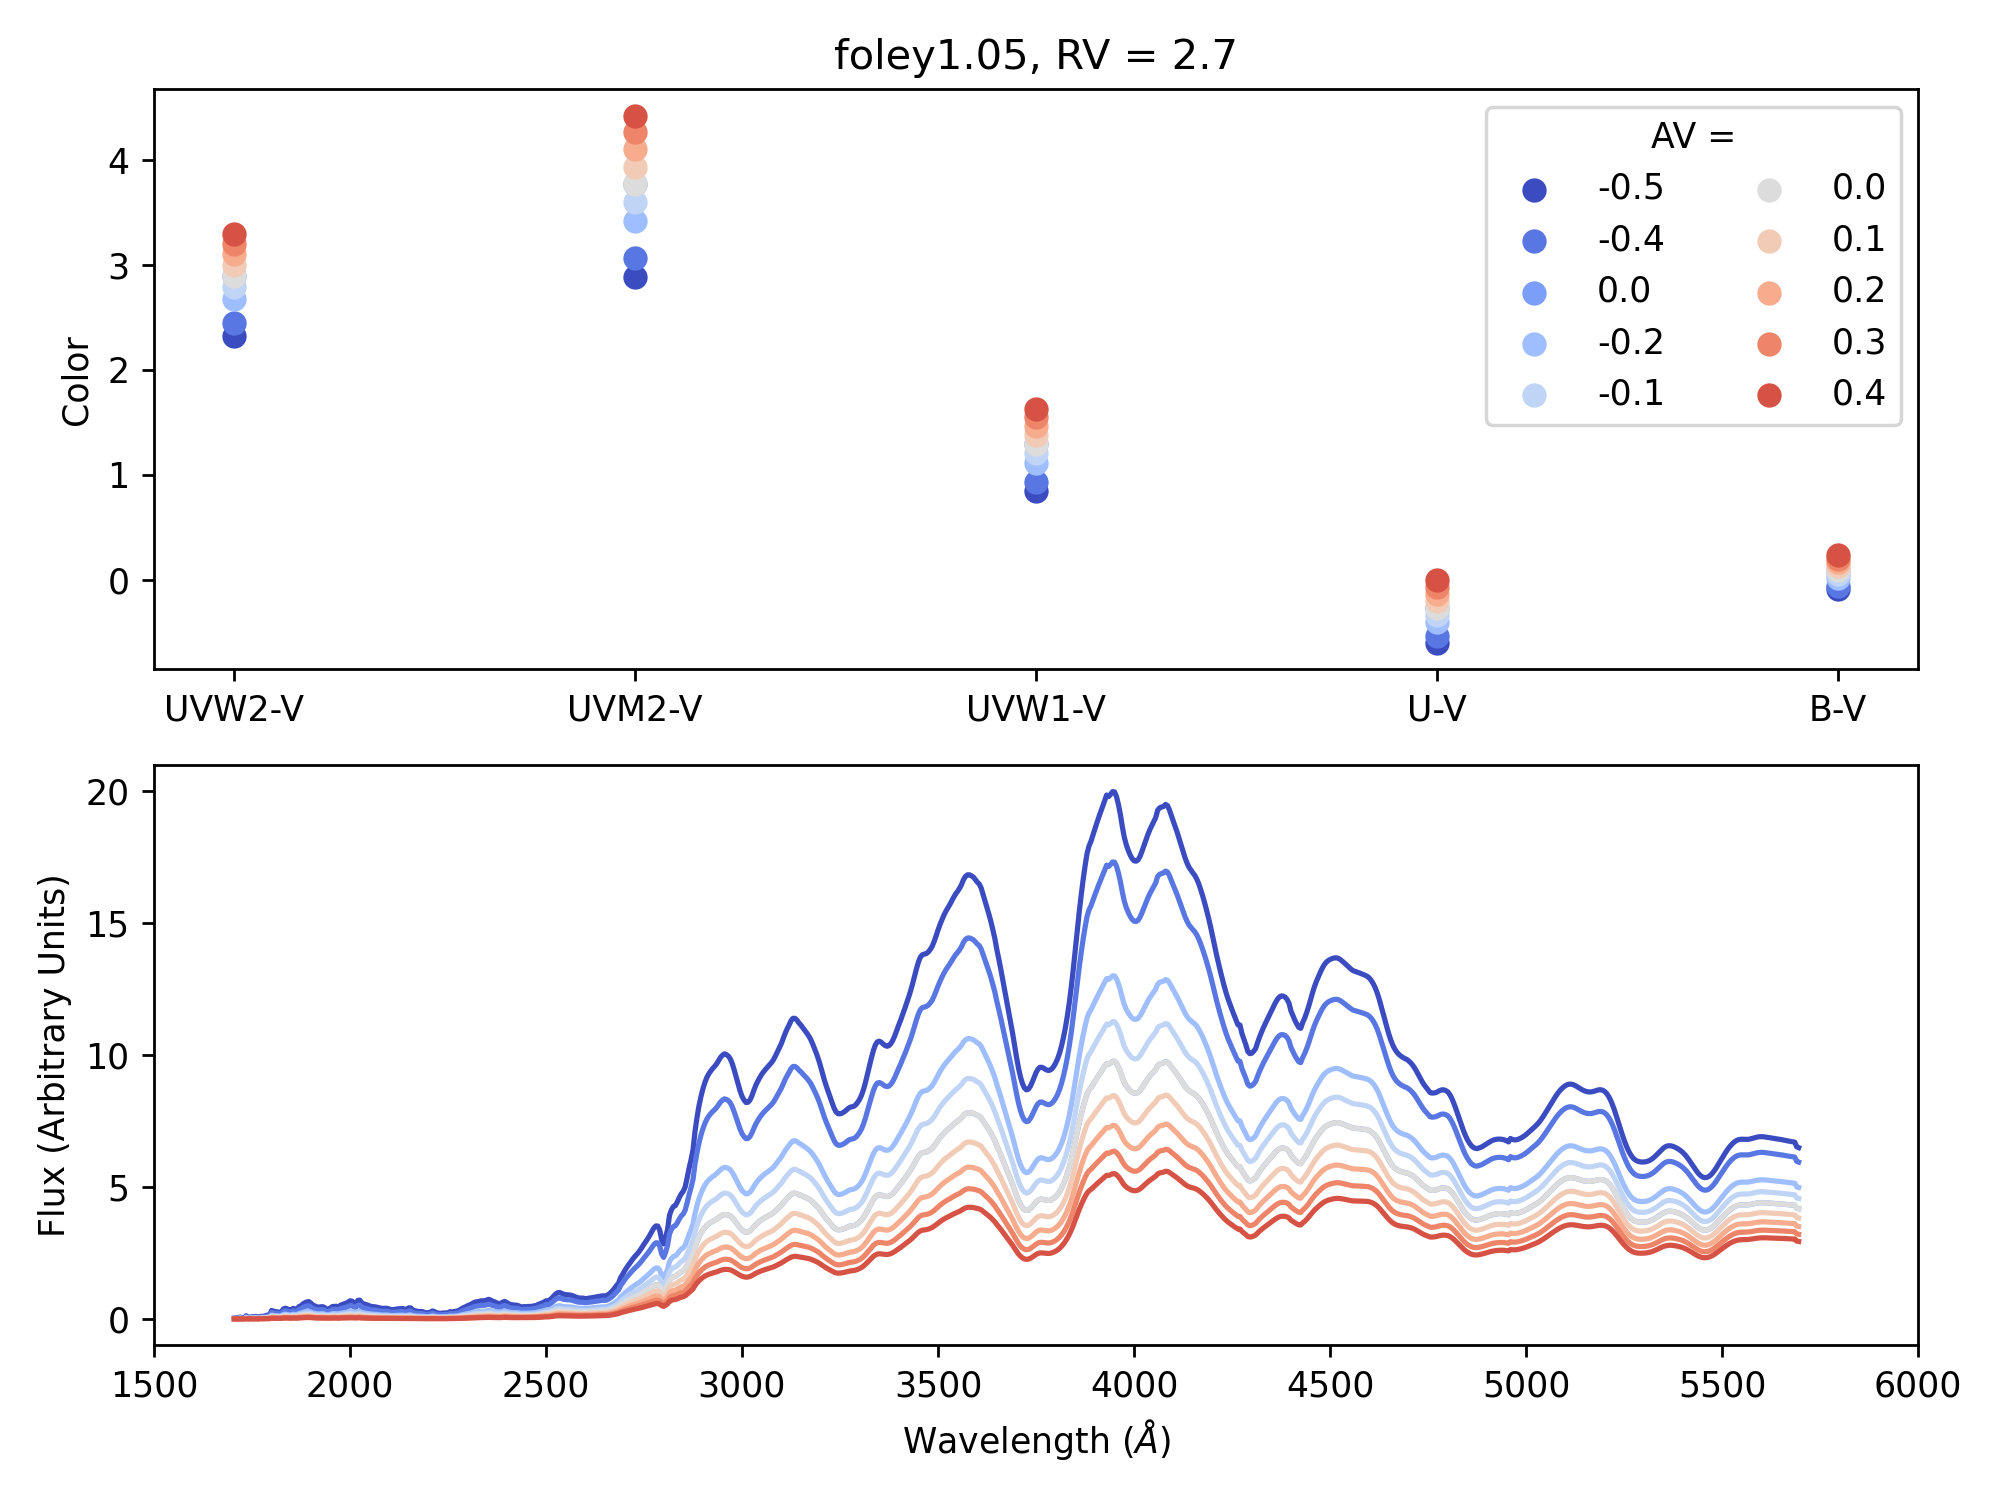 foley1.05, RV = 2.7
Color
4
3
2
1
0
AV =
-0.5 0.0
-0.4 0.1
0.0 0.2
-0.2 0.3
-0.1 0.4
UVW2-V UVM2-V UVW1-V U-V B-V
Flux (Arbitrary Units)
20
15
10
5
0
1500 2000 2500 3000 3500 4000 4500 5000 5500 6000
Wavelength (Å)